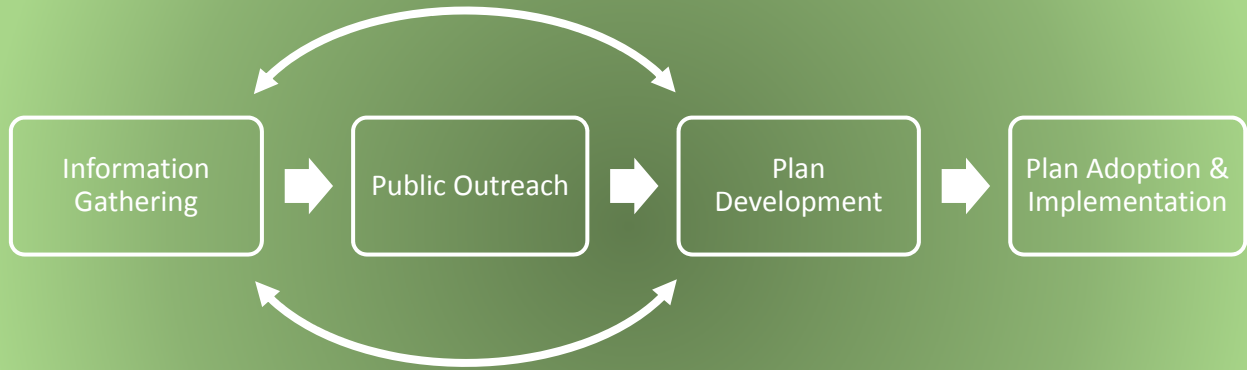 Information
Gathering
Public Outreach
Plan
Development
Plan Adoption &
Implementation